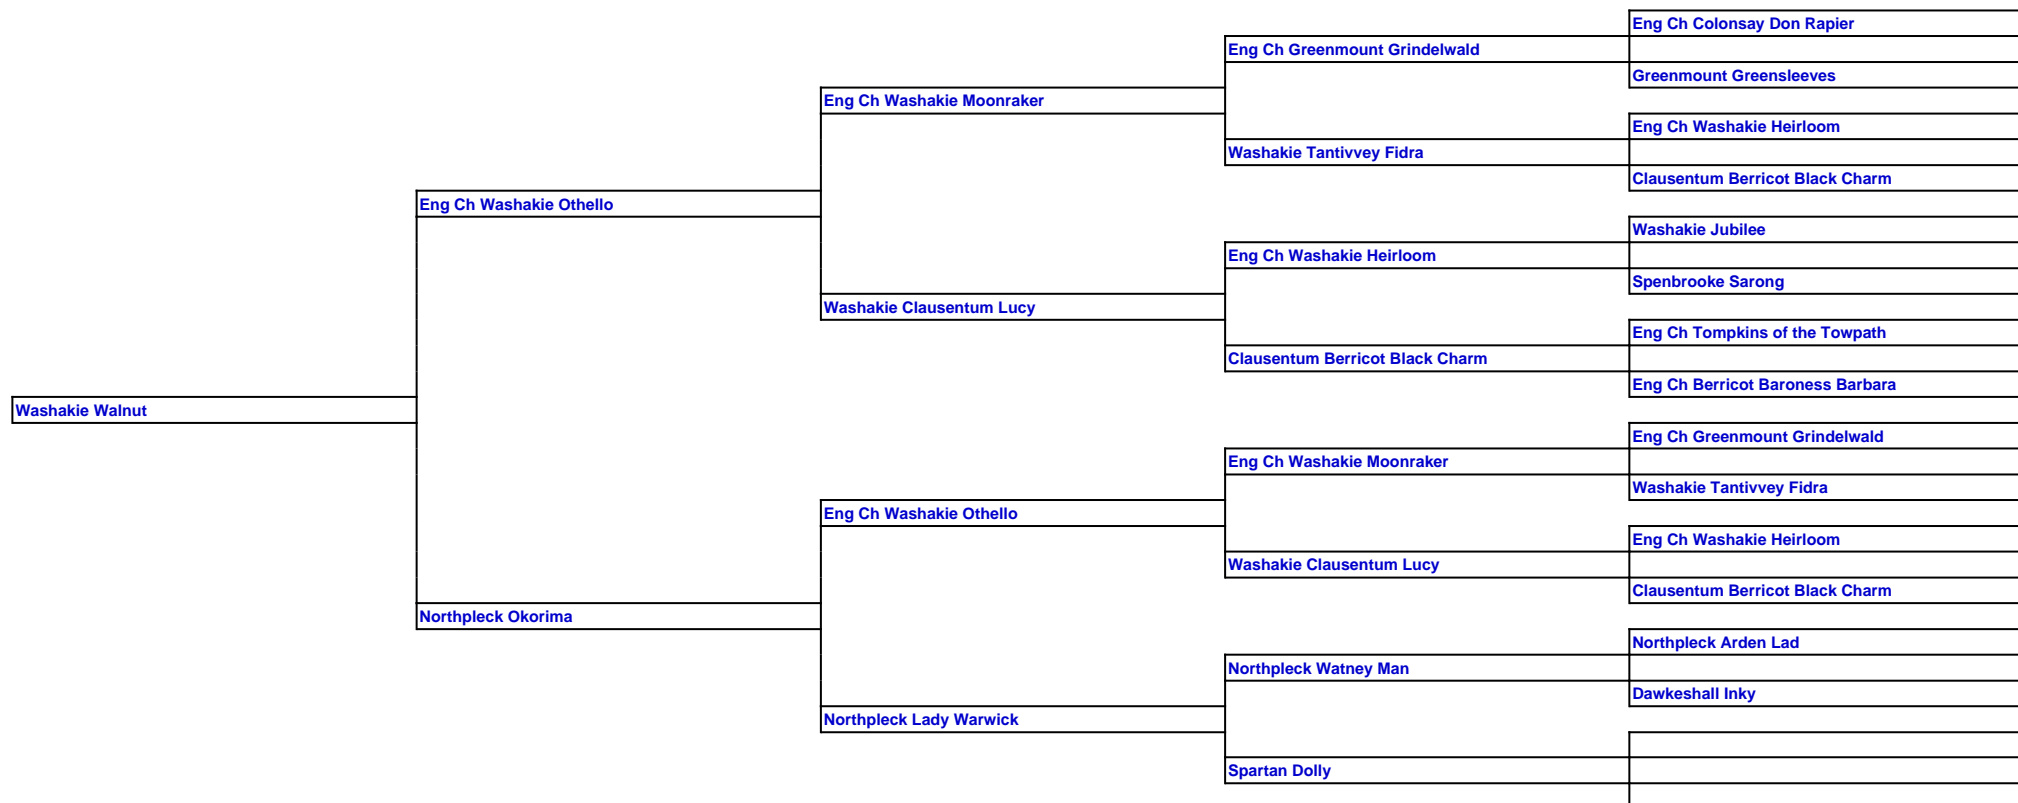 Eng Ch Colonsay Don Rapier
Eng Ch Greenmount Grindelwald
Greenmount Greensleeves
Eng Ch Washakie Moonraker
Eng Ch Washakie Heirloom
Washakie Tantivvey Fidra
Clausentum Berricot Black Charm
Eng Ch Washakie Othello
Washakie Jubilee
Eng Ch Washakie Heirloom
Spenbrooke Sarong
Washakie Clausentum Lucy
Eng Ch Tompkins of the Towpath
Clausentum Berricot Black Charm
Eng Ch Berricot Baroness Barbara
Washakie Walnut
Eng Ch Greenmount Grindelwald
Eng Ch Washakie Moonraker
Washakie Tantivvey Fidra
Eng Ch Washakie Othello
Eng Ch Washakie Heirloom
Washakie Clausentum Lucy
Clausentum Berricot Black Charm
Northpleck Okorima
Northpleck Arden Lad
Northpleck Watney Man
Dawkeshall Inky
Northpleck Lady Warwick
Spartan Dolly